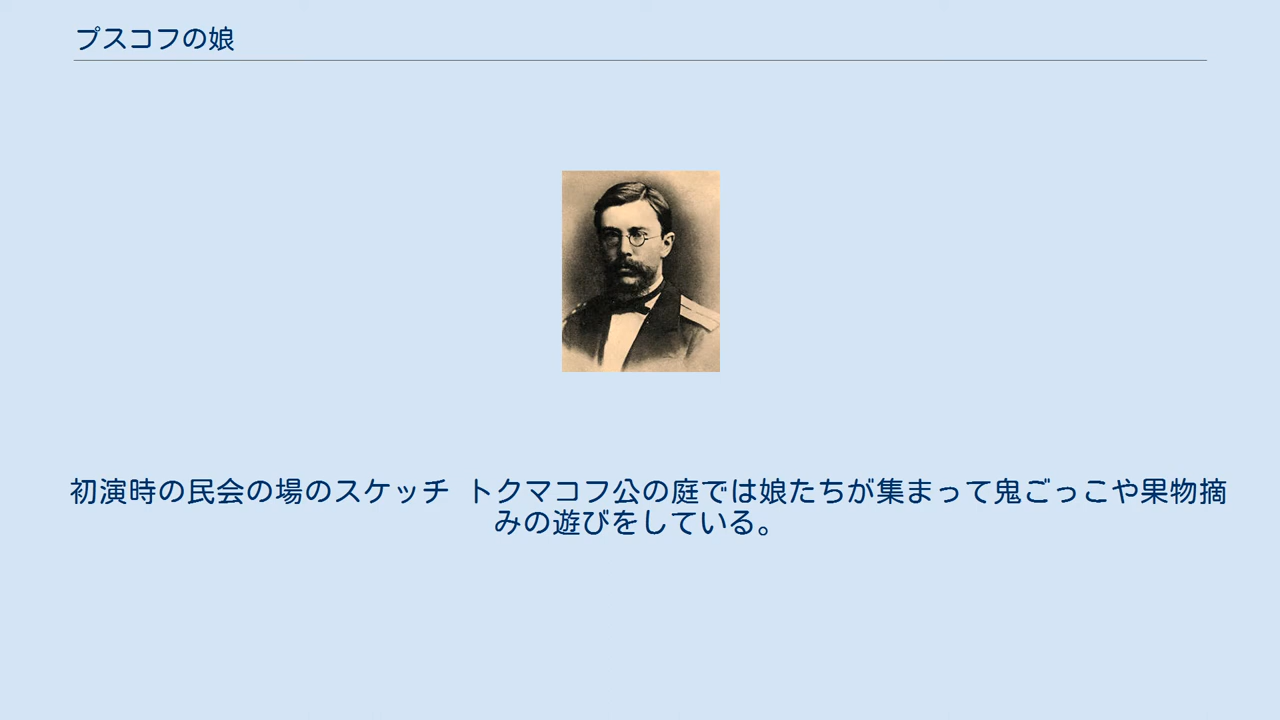 プスコフの娘
初演時の民会の場のスケッチ トクマコフ公の庭では娘たちが集まって鬼ごっこや果物摘
みの遊びをしている。